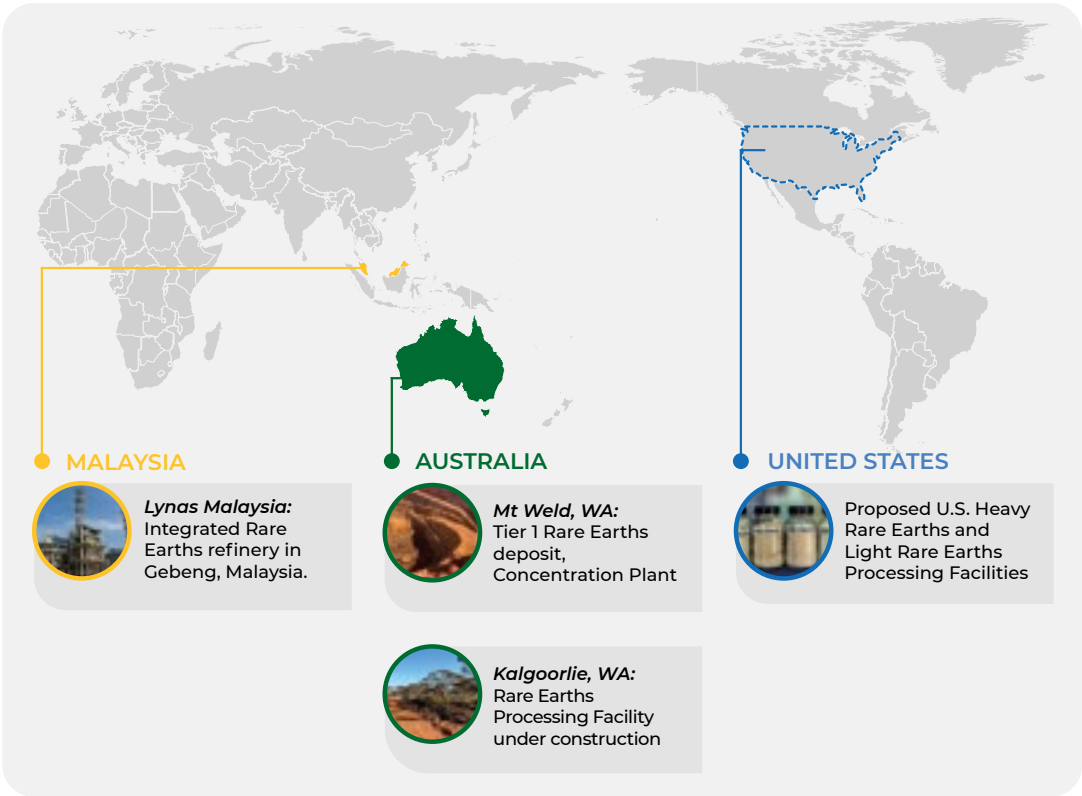 MALAYSIA
Lynas Malaysia:
Integrated Rare
Earths refinery in
Gebeng, Malaysia.
AUSTRALIA
Mt Weld, WA:
Tier 1 Rare Earths
deposit,
Concentration Plant
Kalgoorlie, WA:
Rare Earths
Processing Facility
under construction
UNITED STATES
Proposed U.S. Heavy
Rare Earths and
Light Rare Earths
Processing Facilities